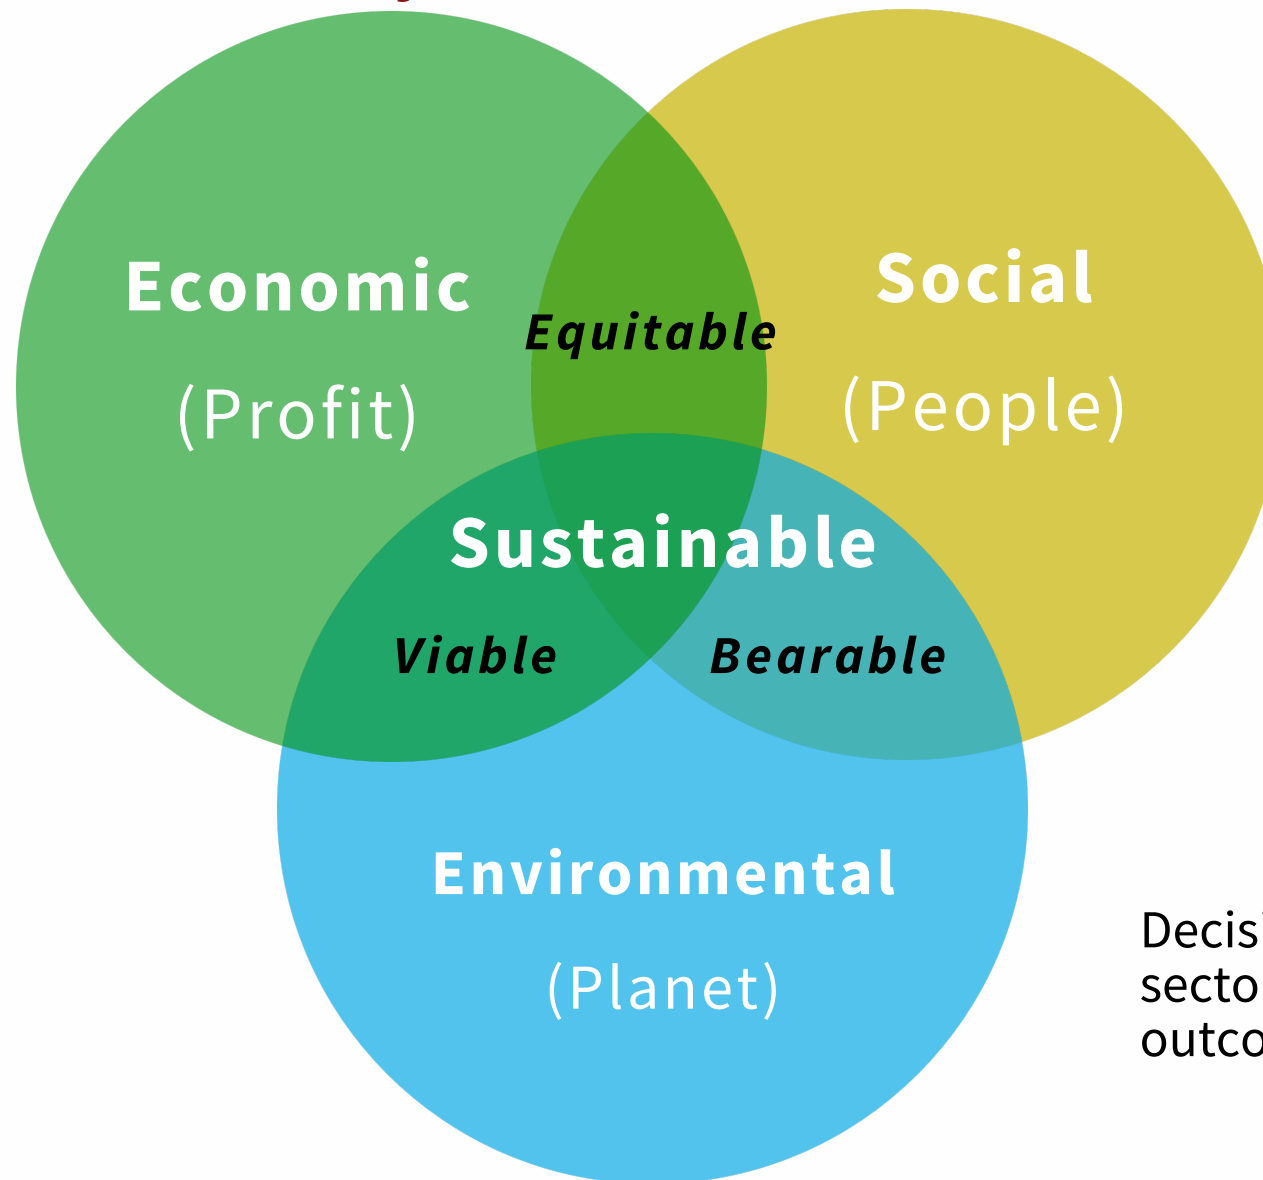 Economic
(Profit)
Social
(People)
Equitable
Sustainable
Viable
Bearable
Environmental
(Planet)